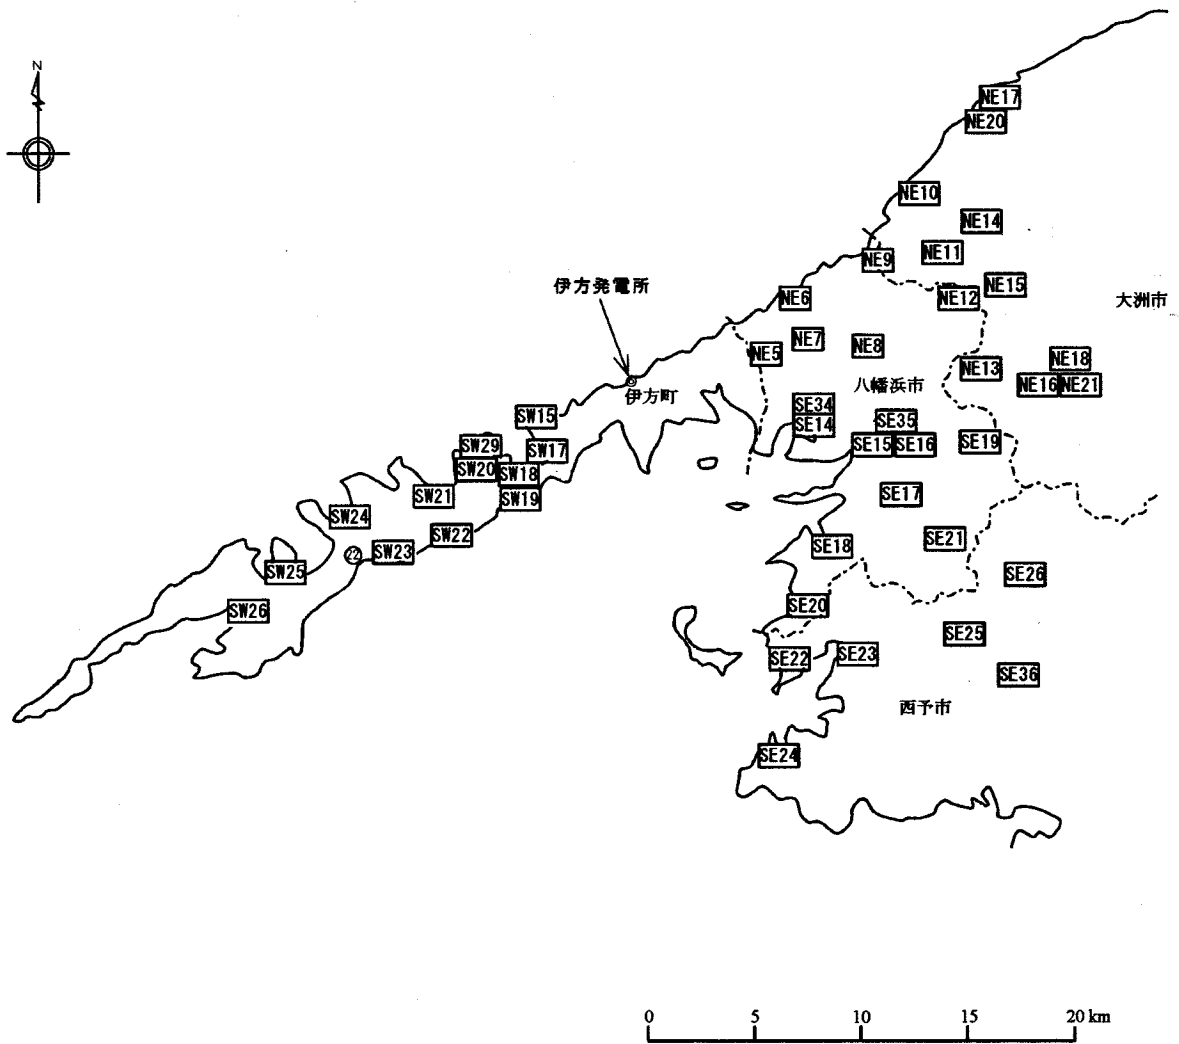 N
NE17
NE20
NE10
NE14
NE11
NE9
NE15
伊方発電所
NE6
NE12
大洲市
NE7
NE8
NE5
NE18
NE13
伊方町
八幡浜市
NE16
NE21
SE34
SW15
SE35
SE14
SW29
SW17
SE15
SE16
SE19
SW20
SW18
SW21
SW19
SE17
SW24
SW22
SE21
SE18
22
SW23
SW25
SE26
SW26
SE20
SE25
SE22
SE23
SE36
西予市
SE24
0 5 10 15 20 km